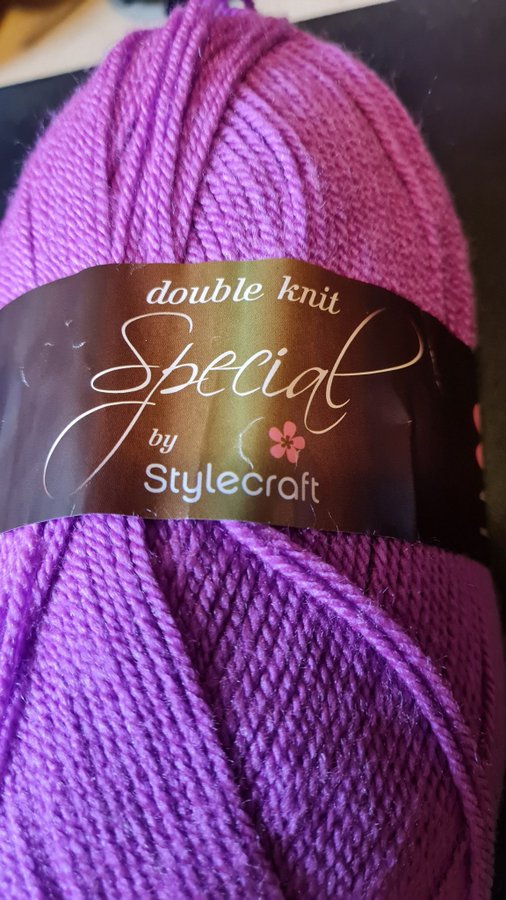 double knit
Special
by
Stylecraft